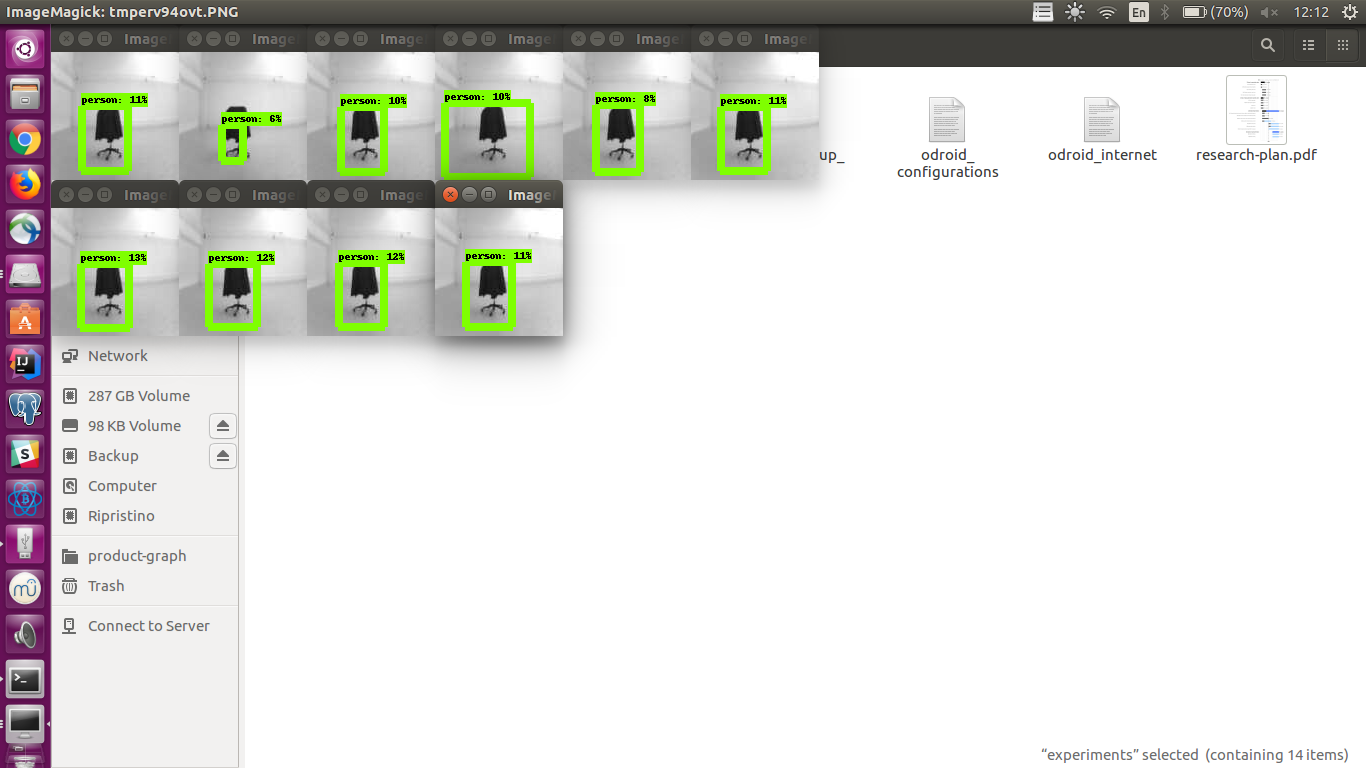 ImageMagick: tmperv94ovt.PNG
En
(70%)
12:12
Image
Image
Image
Image
Image
Image
person: 11%
person: 6%
person: 10%
person: 10%
person: 8%
person: 11%
up_
odroid_
configurations
odroid_internet
research-plan.pdf
Image
Image
Image
Image
person: 13%
person: 12%
person: 12%
person: 11%
Network
287 GB Volume
98 KB Volume
Backup
Computer
Ripristino
product-graph
Trash
Connect to Server
“experiments” selected (containing 14 items)